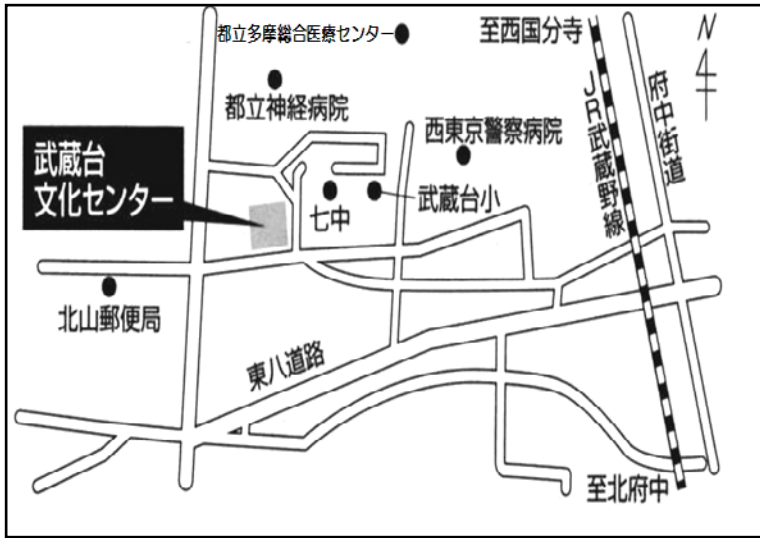 都立多摩総合医療センター
至西国分寺
N
都立神経病院
西東京警察病院
JR武蔵野線
府中街道
武蔵台
文化センター
七中
武蔵台小
北山郵便局
東八道路
至北府中